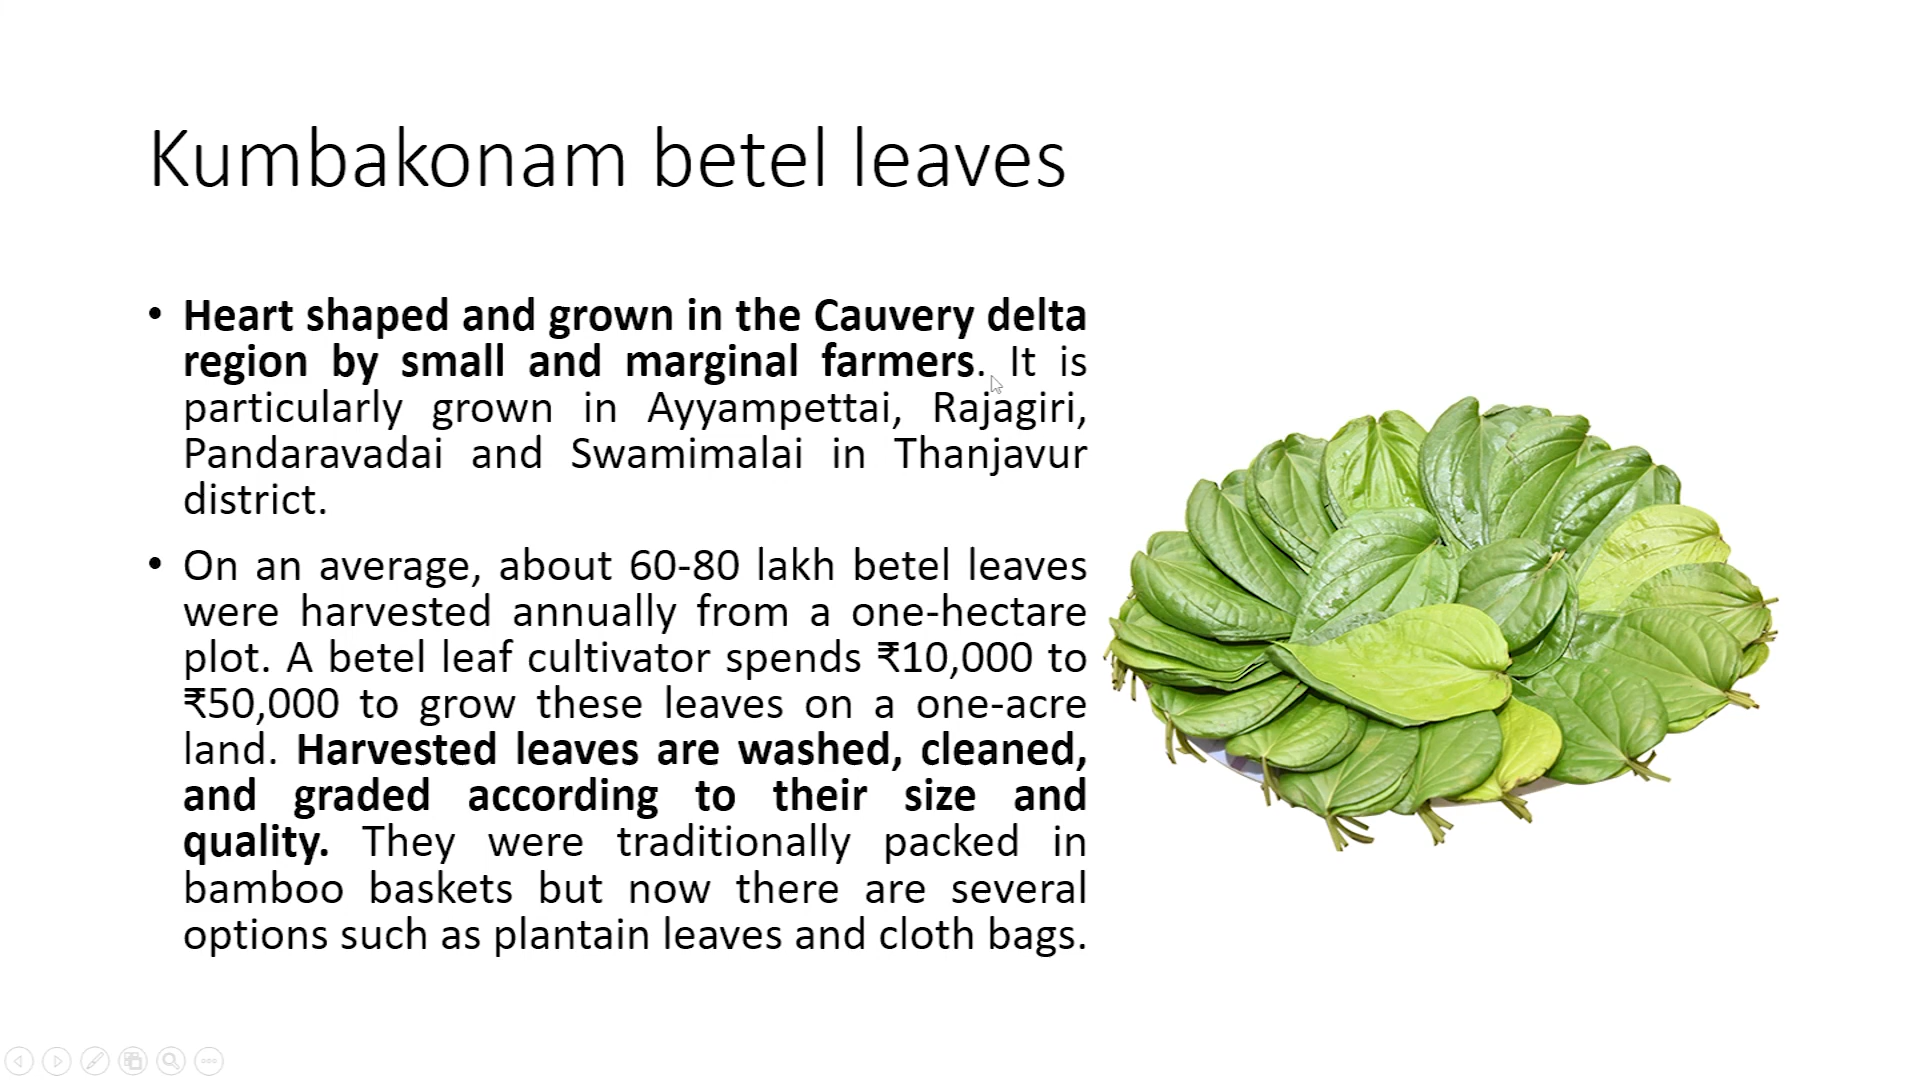 Kumbakonam betel leaves
• Heart shaped and grown in the Cauvery delta
region by small and marginal farmers. It is
particularly grown in Ayyampettai, Rajagiri,
Pandaravadai and Swamimalai in Thanjavur
district.
• On an average, about 60-80 lakh betel leaves
were harvested annually from a one-hectare
plot. A betel leaf cultivator spends ₹10,000 to
₹50,000 to grow these leaves on a one-acre
land. Harvested leaves are washed, cleaned,
and graded according to their size and
quality. They were traditionally packed in
bamboo baskets but now there are several
options such as plantain leaves and cloth bags.